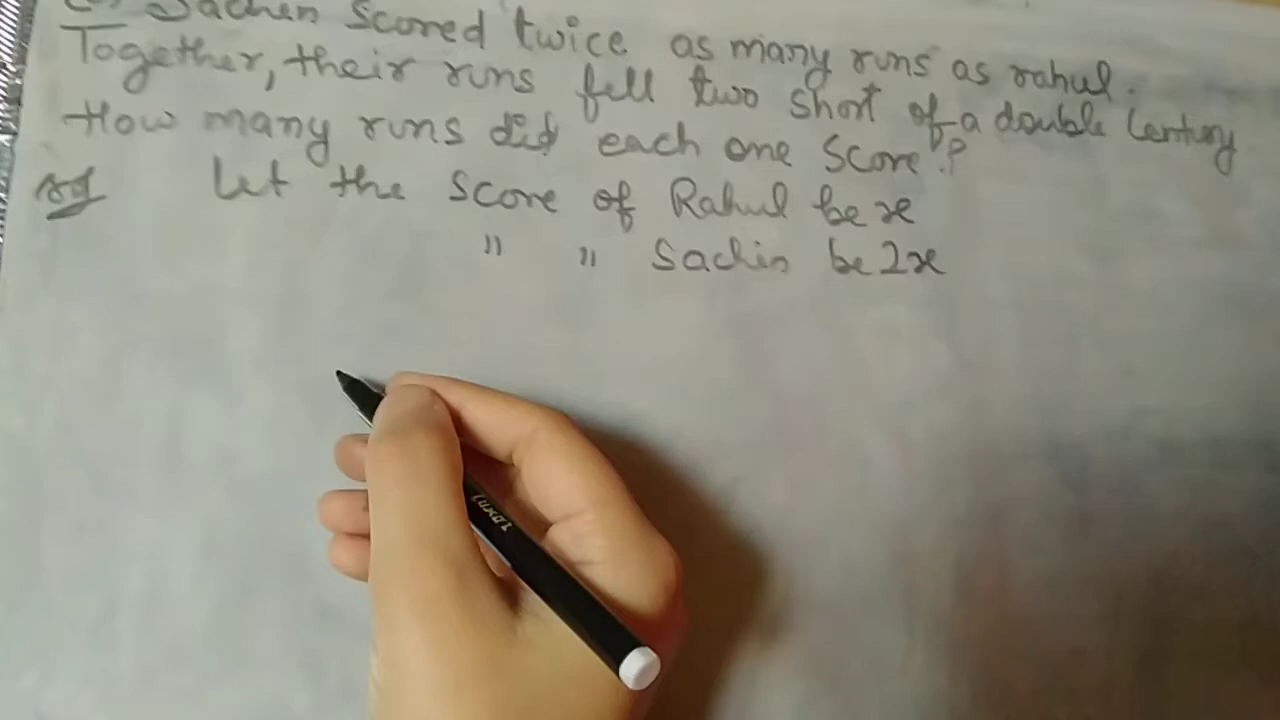 Sachin Scored twice as many runs as rahul.
Together, their runs fell two short of a double Century
How many runs did each one Score?
Sol Let the Score of Rahul be x
" " Sachin be 2x